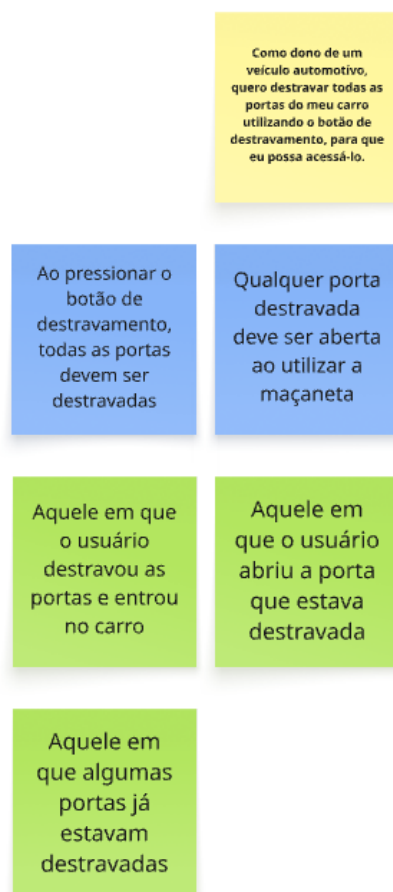 Como dono de um
veículo automotivo,
quero destravar todas as
portas do meu carro
utilizando o botão de
destravamento, para que
eu possa acessá-lo.
Ao pressionar o
botão de
destravamento,
todas as portas
devem ser
destravadas
Qualquer porta
destravada
deve ser aberta
ao utilizar a
maçaneta
Aquele em que
o usuário
destravou as
portas e entrou
no carro
Aquele em
que o usuário
abriu a porta
que estava
destravada
Aquele em
que algumas
portas já
estavam
destravadas